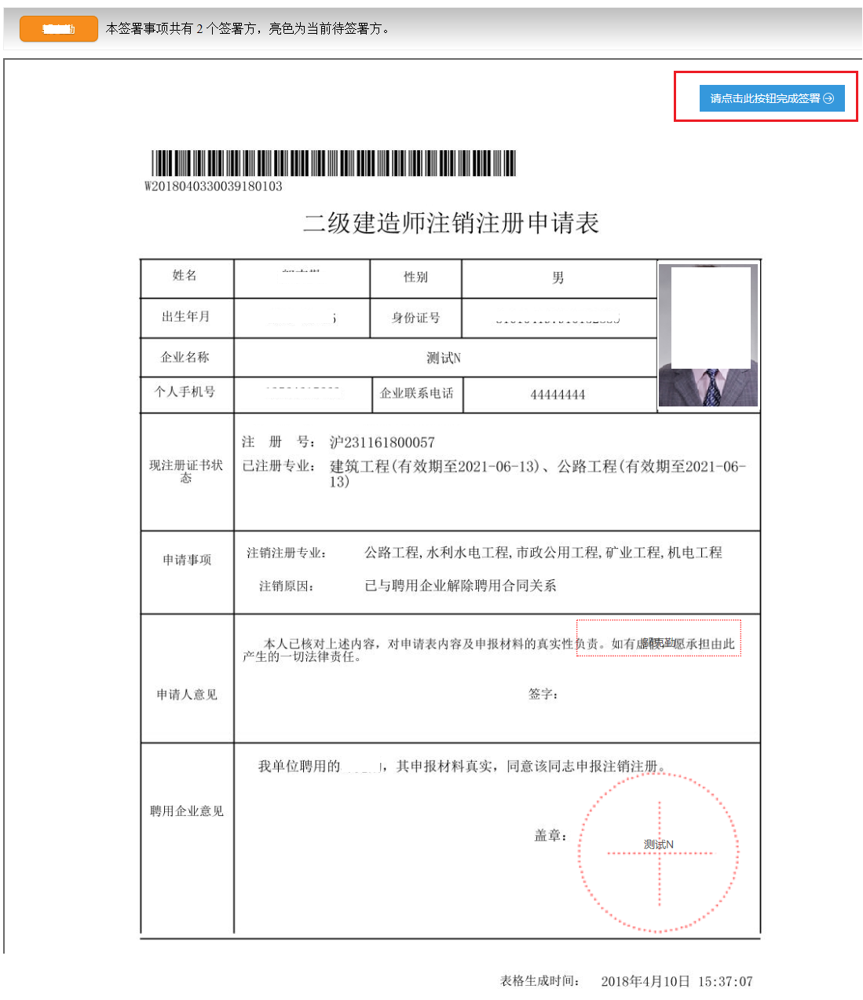 本签署事项共有 2 个签署方，亮色为当前待签署方。
请点击此按钮完成签署
W2018040330039180103
二级建造师注销注册申请表
姓名 性别 男
出生年月 身份证号
企业名称 测试N
个人手机号 企业联系电话 44444444
现注册证书状态
注 册 号： 沪231161800057
已注册专业： 建筑工程(有效期至2021-06-13)、公路工程(有效期至2021-06-
13)
申请事项
注销注册专业： 公路工程,水利水电工程,市政公用工程,矿业工程,机电工程
注销原因： 已与聘用企业解除聘用合同关系
申请人意见
本人已核对上述内容，对申请表内容及申报材料的真实性负责。如有虚假，愿承担由此
产生的一切法律责任。
签字：
聘用企业意见
我单位聘用的 ，其申报材料真实，同意该同志申报注销注册。
盖章：
测试N
表格生成时间： 2018年4月10日 15:37:07